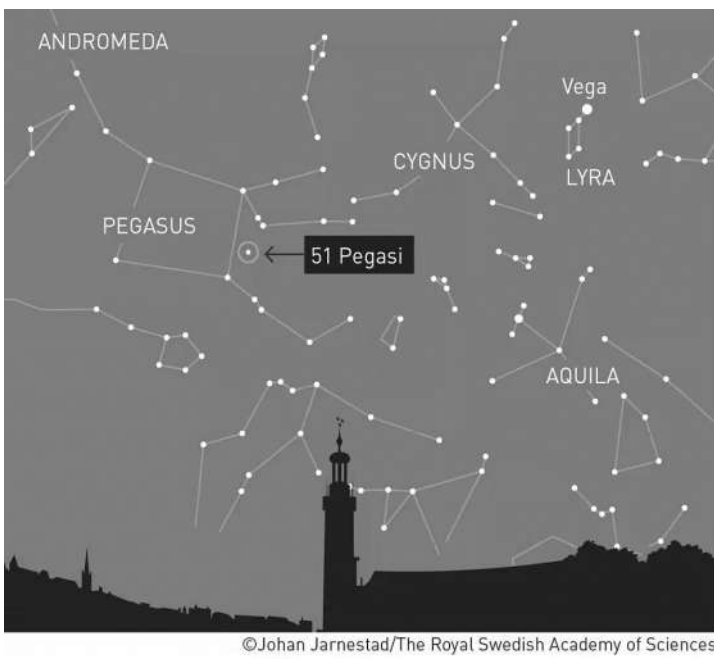 ANDROMEDA
Vega
CYGNUS
LYRA
PEGASUS
51 Pegasi
AQUILA
©Johan Jarnestad/The Royal Swedish Academy of Sciences